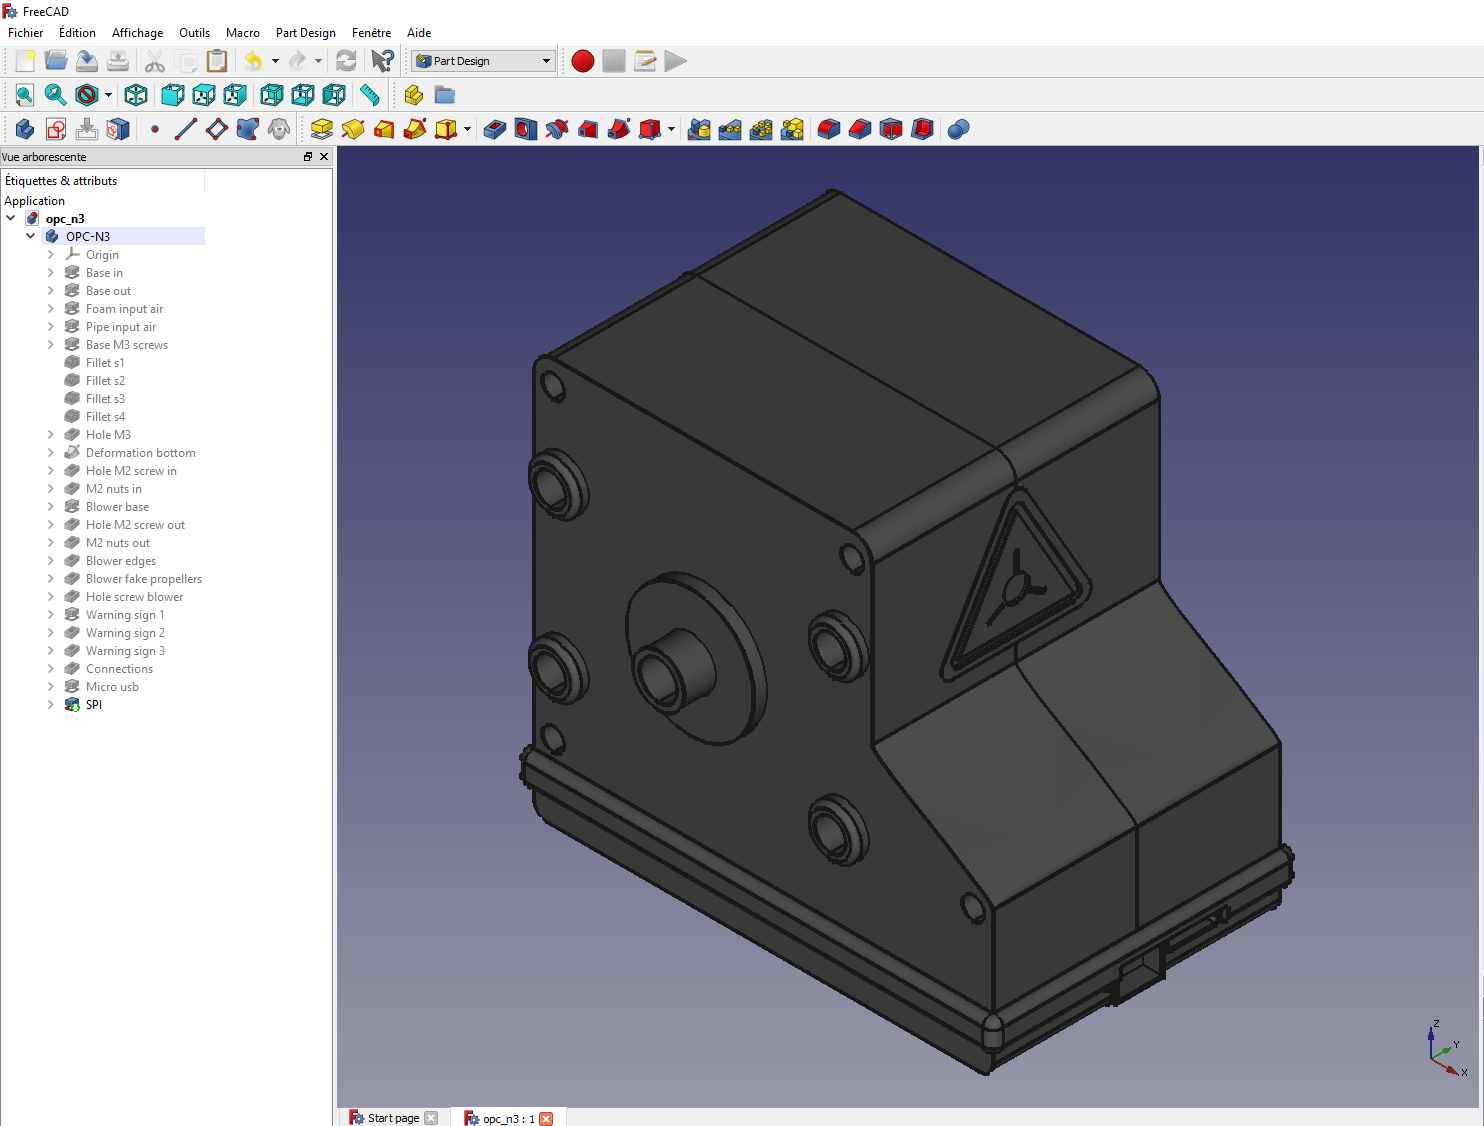 FreeCAD
Fichier Édition Affichage Outils Macro Part Design Fenêtre Aide
Part Design
Vue arborescente
Étiquettes & attributs
Application
opc_n3
OPC-N3
Origin
Base in
Base out
Foam input air
Pipe input air
Base M3 screws
Fillet s1
Fillet s2
Fillet s3
Fillet s4
Hole M3
Deformation bottom
Hole M2 screw in
M2 nuts in
Blower base
Hole M2 screw out
M2 nuts out
Blower edges
Blower fake propellers
Hole screw blower
Warning sign 1
Warning sign 2
Warning sign 3
Connections
Micro usb
SPI
Z
Y
X
Start page opc_n3 : 1